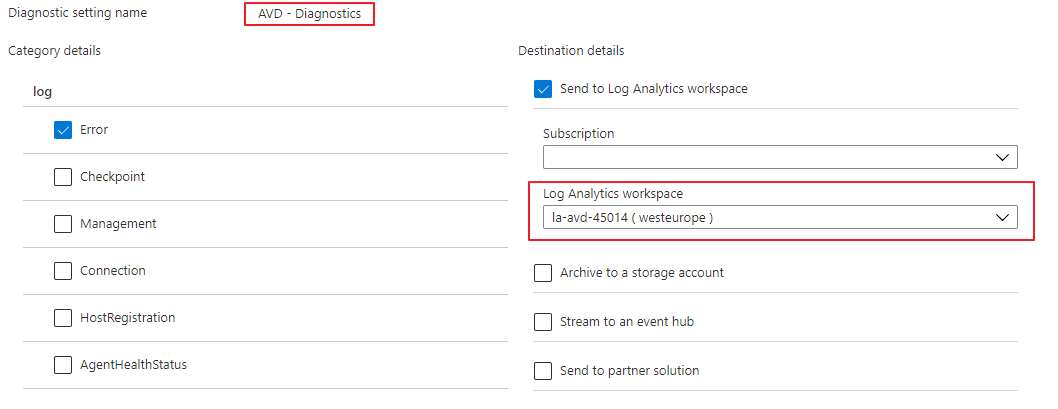 Diagnostic setting name
AVD - Diagnostics
Category details
log
Error
Checkpoint
Management
Connection
HostRegistration
AgentHealthStatus
Destination details
Send to Log Analytics workspace
Subscription
Log Analytics workspace
la-avd-45014 ( westeurope )
Archive to a storage account
Stream to an event hub
Send to partner solution